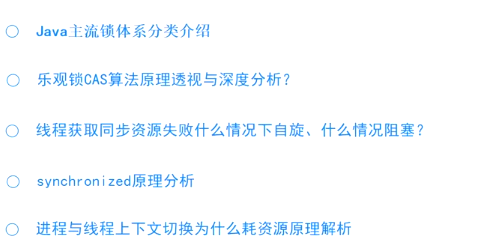 Java主流锁体系分类介绍
乐观锁CAS算法原理透视与深度分析?
线程获取同步资源失败什么情况下自旋、什么情况阻塞?
synchronized原理分析
进程与线程上下文切换为什么耗资源原理解析